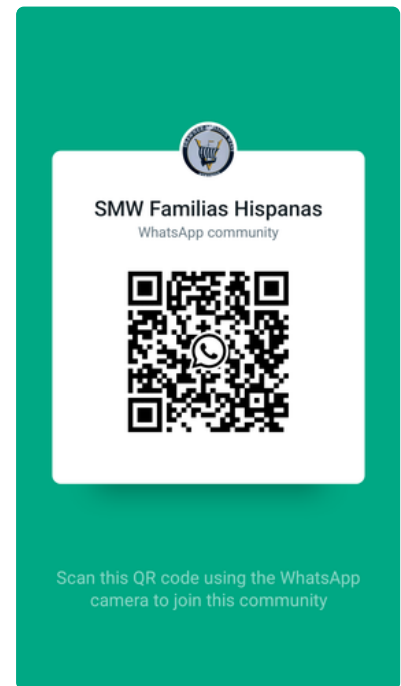 SMW Familias Hispanas
WhatsApp community
Scan this QR code using the WhatsApp
camera to join this community